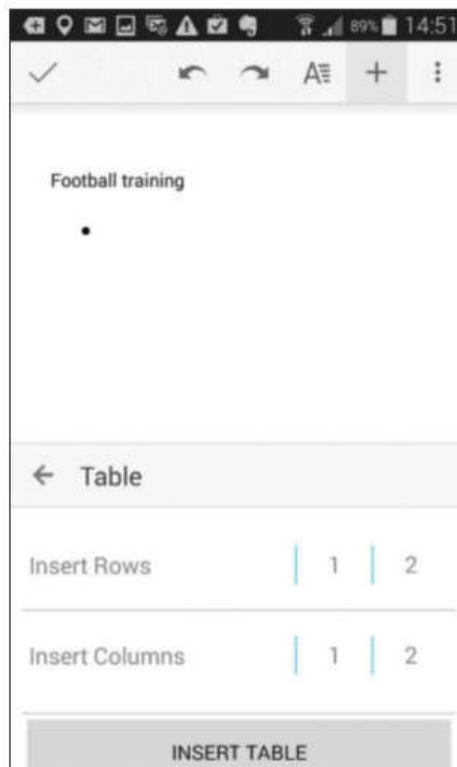 89% 14:51
Football training
•
Table
Insert Rows 1 2
Insert Columns 1 2
INSERT TABLE